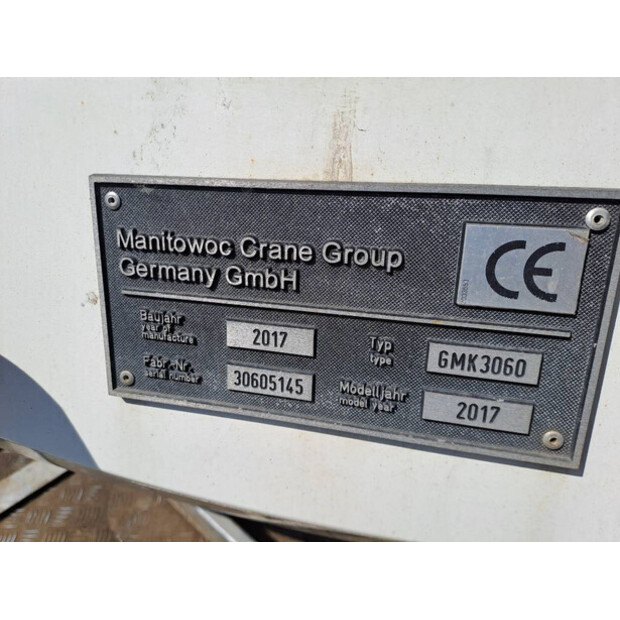 Manitowoc Crane Group
Germany GmbH
CE
Baujahr
year of
manufacture
2017
Typ
type
GMK3060
Fabr.-Nr.
serial number
30605145
Modelljahr
model year
2017